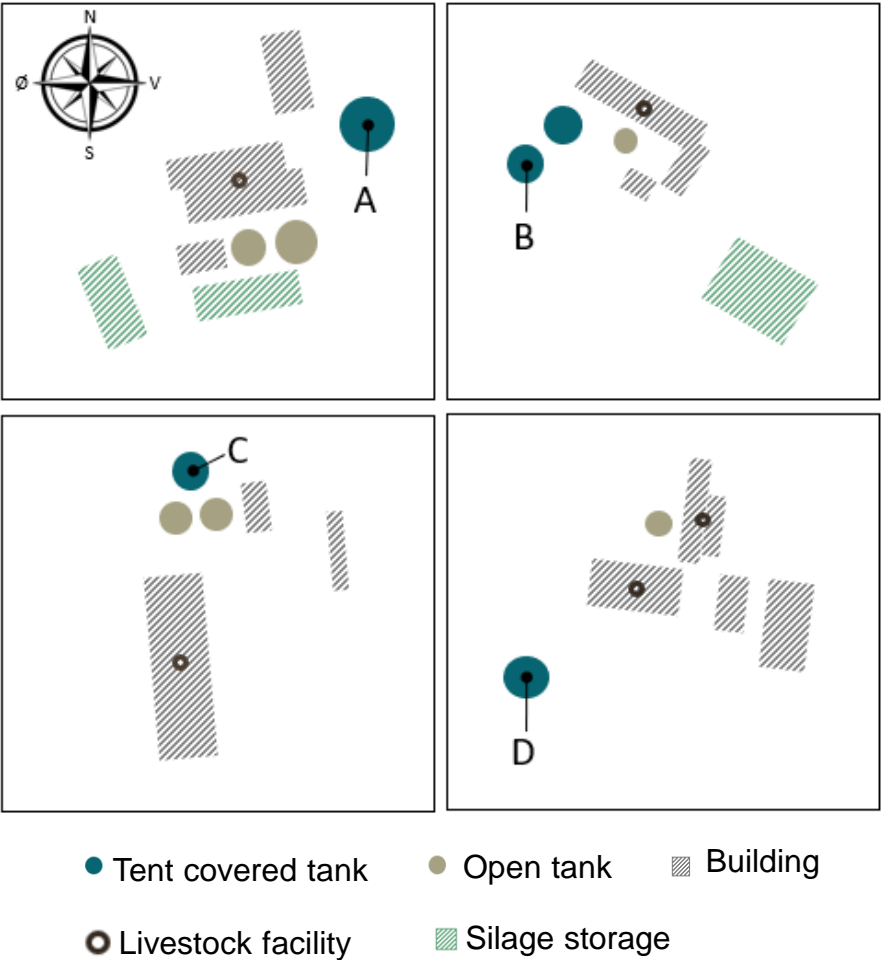 N
Ø V
S
A
B
C
D
Tent covered tank Open tank Building
Livestock facility Silage storage